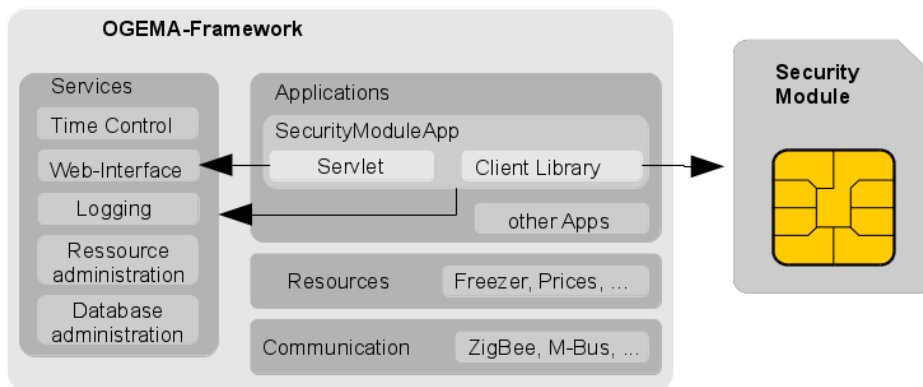 OGEMA-Framework
Services
Time Control
Web-Interface
Logging
Ressource
administration
Database
administration
Applications
SecurityModuleApp
Servlet
Client Library
other Apps
Resources
Freezer, Prices, ...
Communication
ZigBee, M-Bus, ...
Security
Module